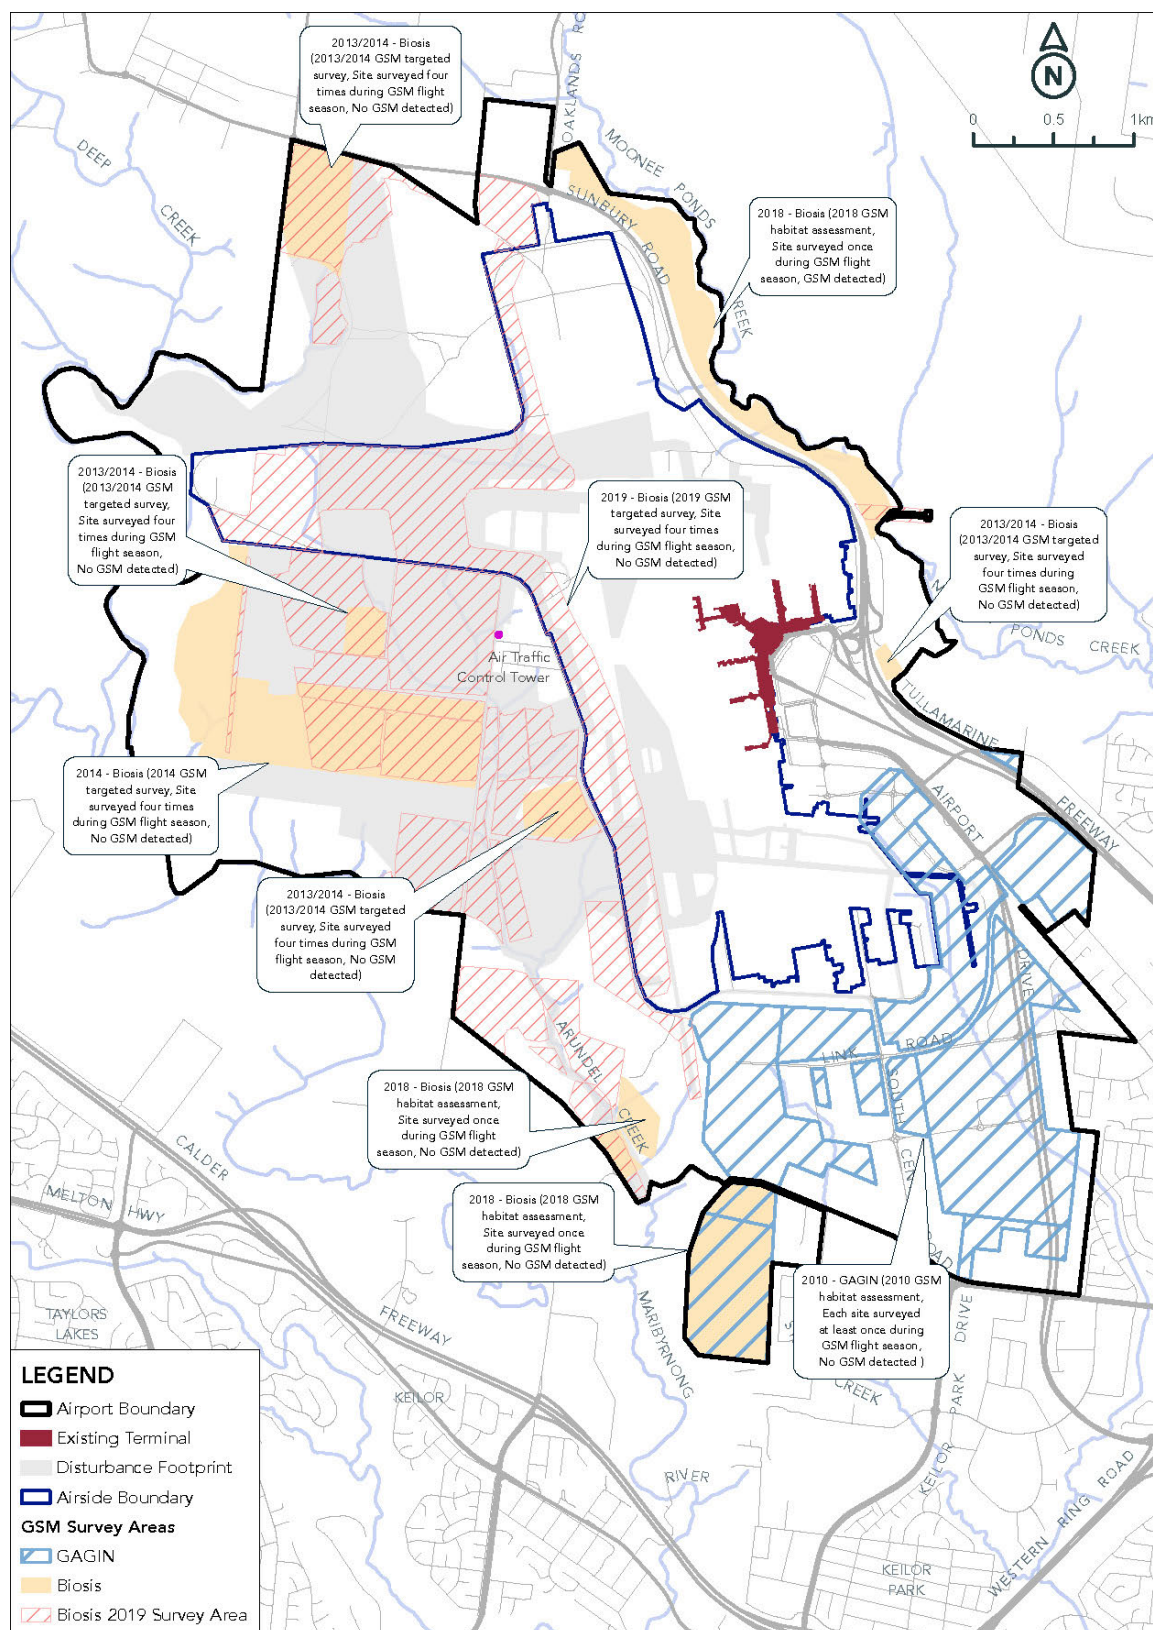 2013/2014 - Biosis
(2013/2014 GSM
targeted
survey, Site surveyed four
times during GSM flight
season, No GSM detected)
OAKLANDS RO
N
0
0.5
1km
DEEP
CREEK
MOONEE PONDS
CREEK
SUNBURY ROAD
2018 - Biosis (2018 GSM
habitat assessment,
Site surveyed once
during GSM flight
season, GSM detected)
2013/2014 - Biosis
(2013/2014 GSM
targeted
survey, Site
surveyed four
times during GSM
flight season,
No GSM detected)
2019 - Biosis (2019 GSM
targeted survey, Site
surveyed four times
during GSM flight season,
No GSM detected)
2013/2014 - Biosis
(2013/2014 GSM targeted
survey, Site surveyed
four times during
GSM flight season,
No GSM detected)
PONDS CREEK
Air Traffic
Control Tower
TULLAMARINE
FREEWAY
AIRPORT
DRIVE
2014 - Biosis (2014 GSM
targeted survey, Site
surveyed four times
during GSM flight season,
No GSM detected)
2013/2014 - Biosis
(2013/2014 GSM targeted
survey, Site surveyed
four times during GSM
flight season, No GSM
detected)
ARUNDEL
CREEK
LINK ROAD
SOUTH CEN
ROAD
2018 - Biosis (2018 GSM
habitat assessment,
Site surveyed once
during GSM flight
season, No GSM detected)
2018 - Biosis (2018 GSM
habitat assessment,
Site surveyed once
during GSM flight
season, No GSM detected)
2010 - GAGIN (2010 GSM
habitat assessment,
Each site surveyed
at least once during
GSM flight season,
No GSM detected )
CREEK
CALDER
FREEWAY
MELTON HWY
TAYLORS
LAKES
KEILOR
MARIBYRNONG
RIVER
KEILOR PARK DRIVE
KEILOR
PARK
WESTERN RING ROAD
LEGEND
Airport Boundary
Existing Terminal
Disturbance Footprint
Airside Boundary
GSM Survey Areas
GAGIN
Biosis
Biosis 2019 Survey Area